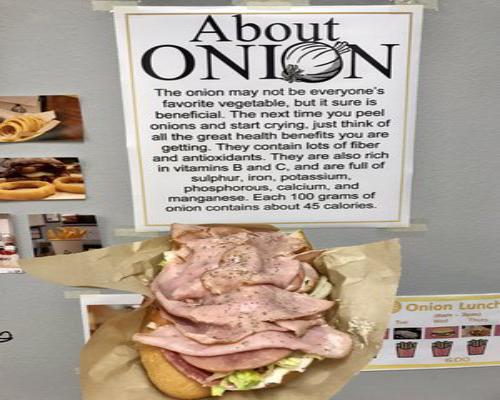 About
ONION
The onion may not be everyone's
favorite vegetable, but it sure is
beneficial. The next time you peel
onions and start crying, just think of
all the great health benefits you are
getting. They contain lots of fiber
and antioxidants. They are also rich
in vitamins B and C, and are full of
sulphur, iron, potassium,
phosphorous, calcium, and
manganese. Each 100 grams of
onion contains about 45 calories.
Onion Lunch
Tue
Wed
Thurs